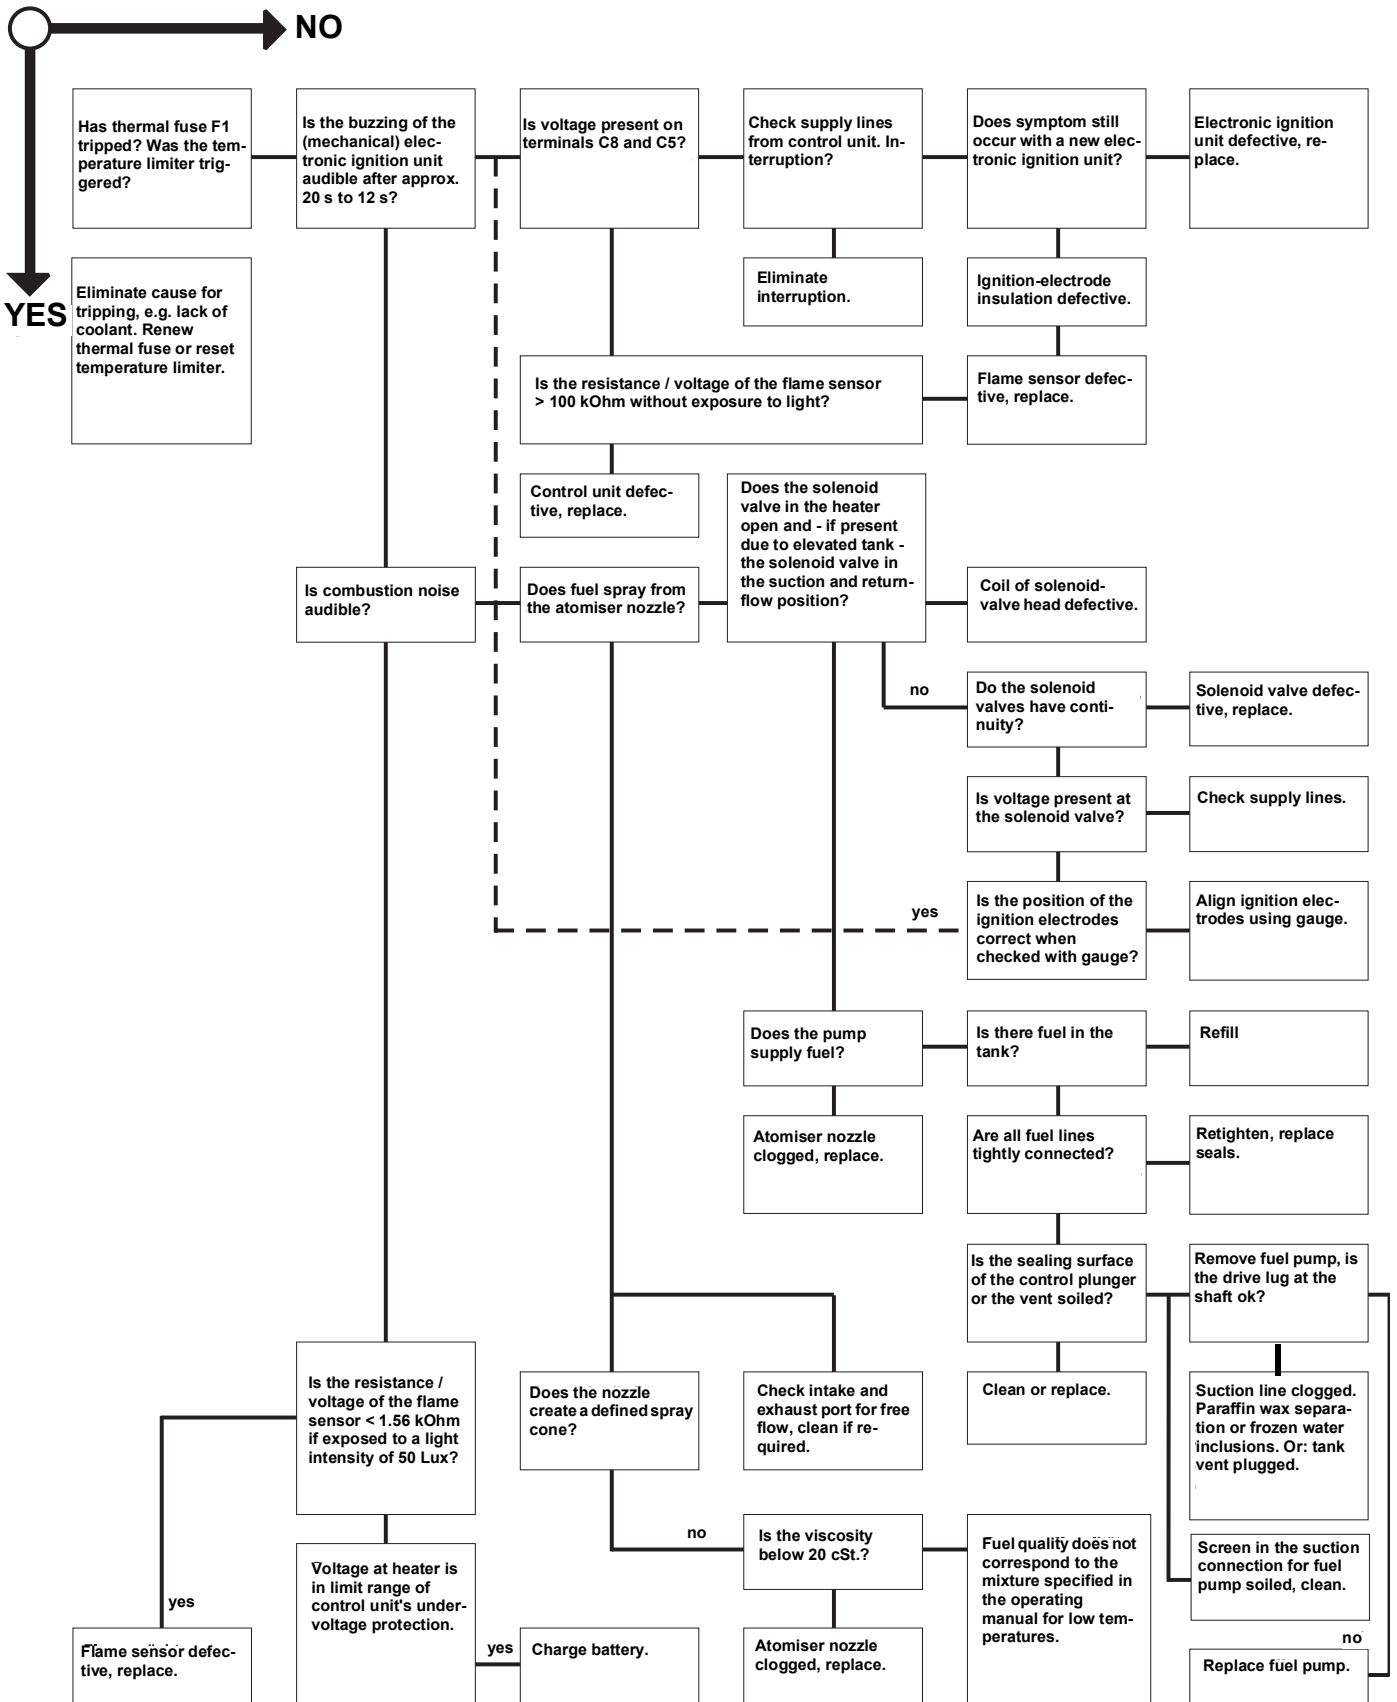 NO
YES
Has thermal fuse F1
tripped? Was the tem-
perature limiter trig-
gered?
Is the buzzing of the
(mechanical) elec-
tronic ignition unit
audible after approx.
20 s to 12 s?
Is voltage present on
terminals C8 and C5?
Check supply lines
from control unit. In-
terruption?
Does symptom still
occur with a new elec-
tronic ignition unit?
Electronic ignition
unit defective, re-
place.
Eliminate cause for
tripping, e.g. lack of
coolant. Renew
thermal fuse or reset
temperature limiter.
Eliminate
interruption.
Ignition-electrode
insulation defective.
Is the resistance / voltage of the flame sensor
> 100 kOhm without exposure to light?
Flame sensor defec-
tive, replace.
Control unit defec-
tive, replace.
Does the solenoid
valve in the heater
open and - if present
due to elevated tank -
the solenoid valve in
the suction and return-
flow position?
Is combustion noise
audible?
Does fuel spray from
the atomiser nozzle?
Coil of solenoid-
valve head defective.
no
Do the solenoid
valves have conti-
nuity?
Solenoid valve defec-
tive, replace.
Is voltage present at
the solenoid valve?
Check supply lines.
yes
Is the position of the
ignition electrodes
correct when
checked with gauge?
Align ignition elec-
trodes using gauge.
Does the pump
supply fuel?
Is there fuel in the
tank?
Refill
Atomiser nozzle
clogged, replace.
Are all fuel lines
tightly connected?
Retighten, replace
seals.
Is the sealing surface
of the control plunger
or the vent soiled?
Remove fuel pump, is
the drive lug at the
shaft ok?
Is the resistance /
voltage of the flame
sensor < 1.56 kOhm
if exposed to a light
intensity of 50 Lux?
Does the nozzle
create a defined spray
cone?
Check intake and
exhaust port for free
flow, clean if re-
quired.
Clean or replace.
Suction line clogged.
Paraffin wax separa-
tion or frozen water
inclusions. Or: tank
vent plugged.
no
Is the viscosity
below 20 cSt.?
Fuel quality does not
correspond to the
mixture specified in
the operating
manual for low tem-
peratures.
Screen in the suction
connection for fuel
pump soiled, clean.
Voltage at heater is
in limit range of
control unit's under-
voltage protection.
yes
Flame sensor defec-
tive, replace.
yes
Charge battery.
Atomiser nozzle
clogged, replace.
no
Replace fuel pump.